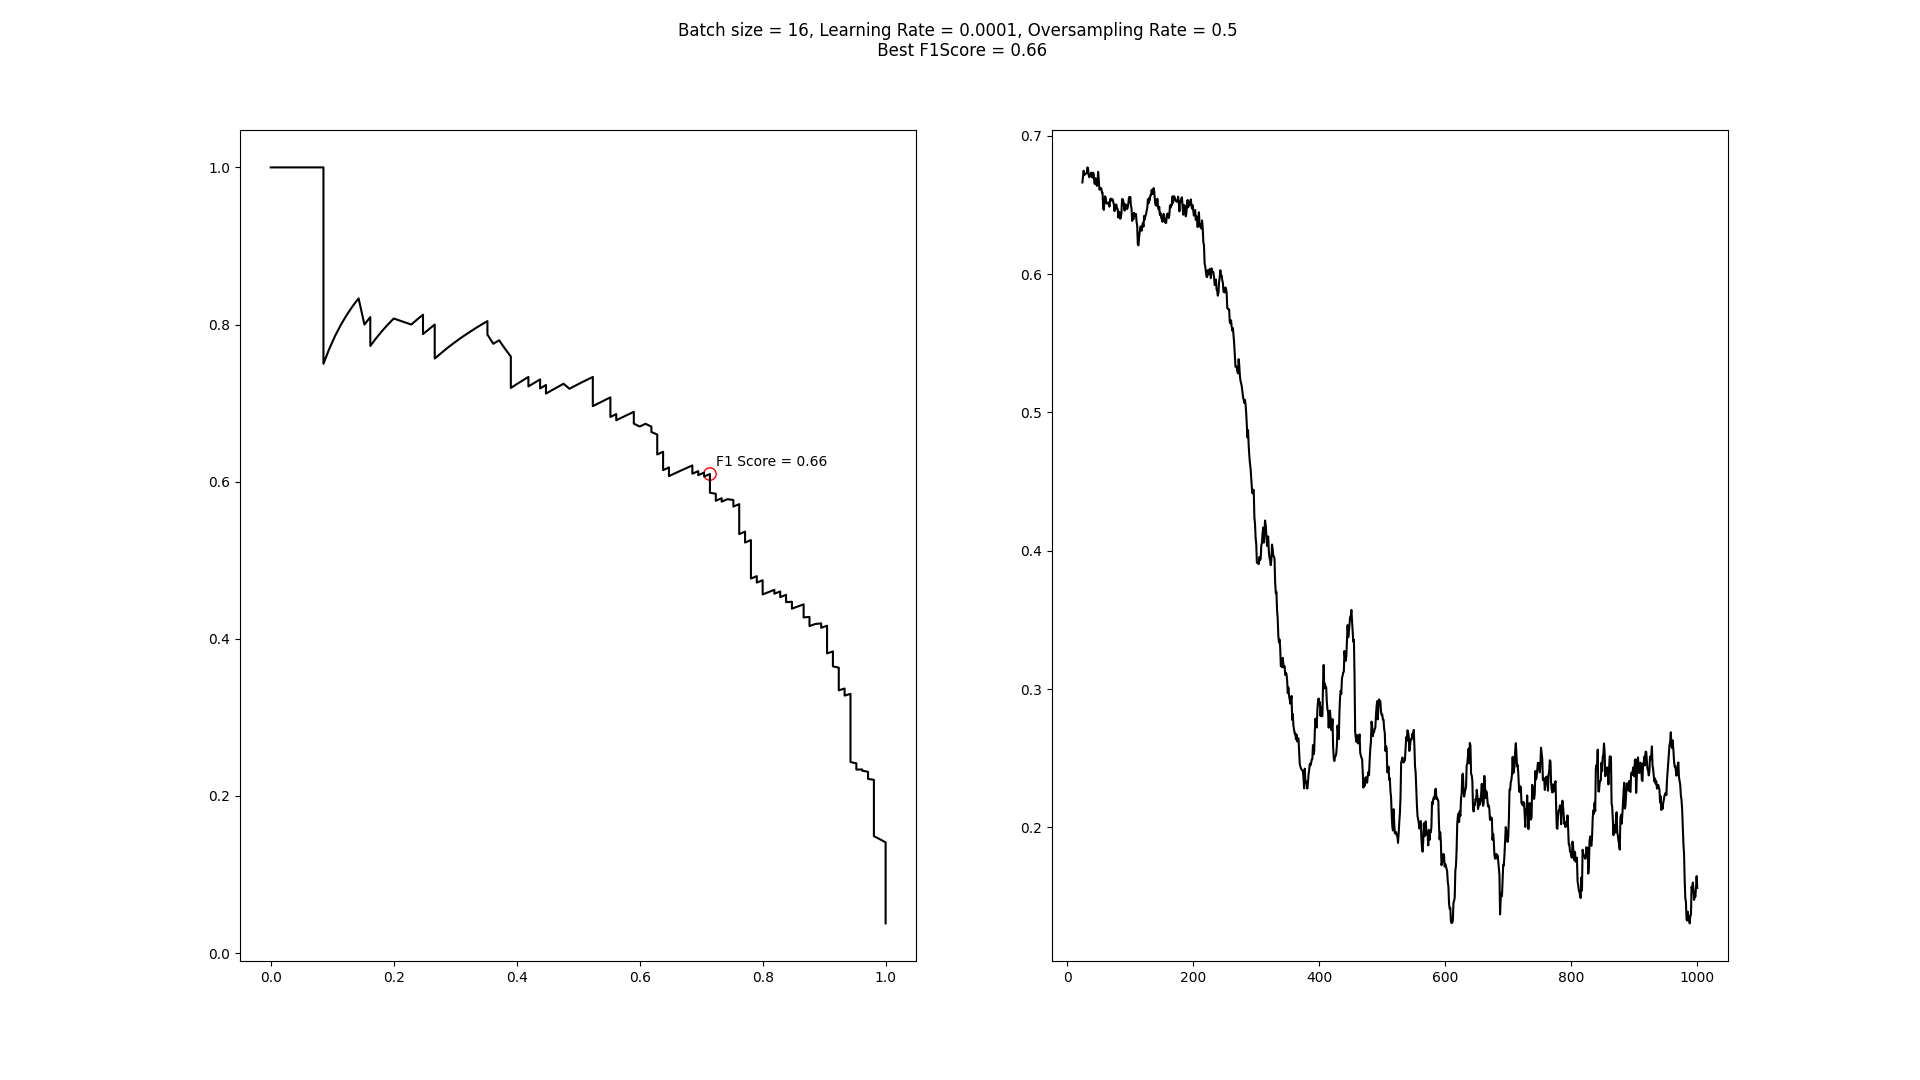 Batch size = 16, Learning Rate = 0.0001, Oversampling Rate = 0.5
Best F1Score = 0.66
1.0
0.8
0.6
0.4
0.2
0.0
F1 Score = 0.66
0.0 0.2 0.4 0.6 0.8 1.0
0.7
0.6
0.5
0.4
0.3
0.2
0 200 400 600 800 1000